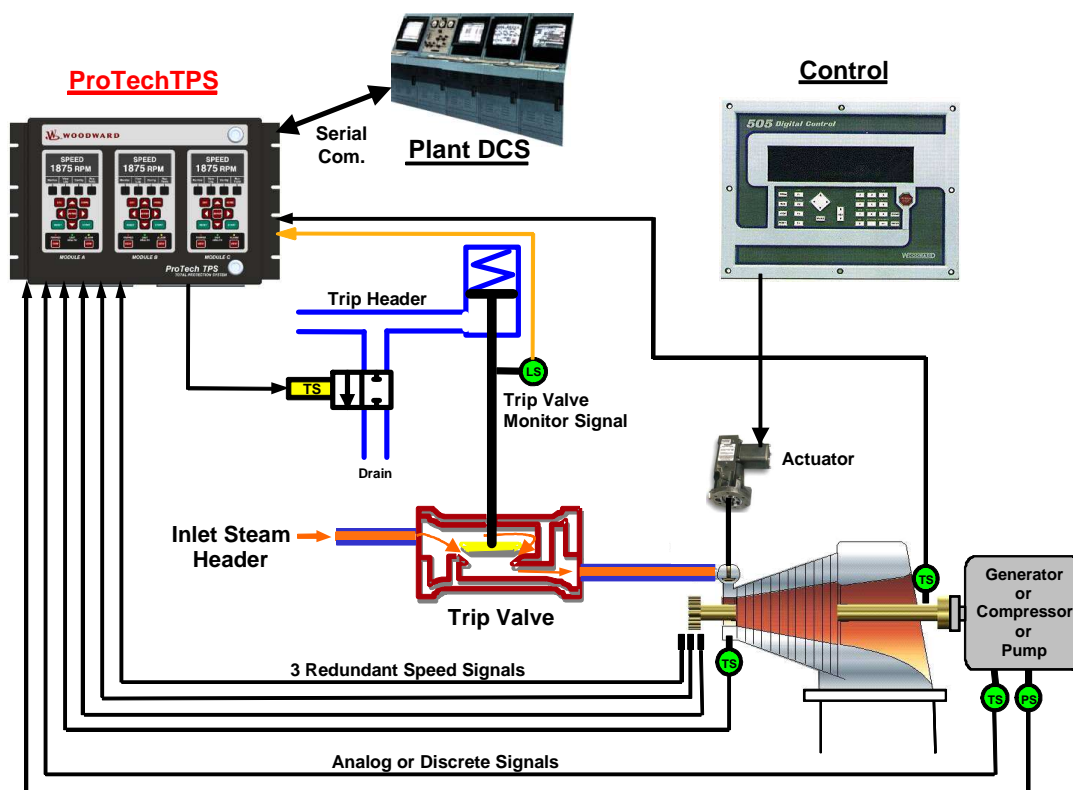 ProTechTPS
Control
WOODWARD
SPEED
1875 RPM
SPEED
1875 RPM
SPEED
1875 RPM
MODULE A
MODULE B
MODULE C
ProTech TPS
TOTAL PROTECTION SYSTEM
Serial
Com.
Plant DCS
505 Digital Control
WOODWARD
Trip Header
TS
LS
Trip Valve
Monitor Signal
Drain
Actuator
Inlet Steam
Header
Trip Valve
TS
Generator
or
Compressor
or
Pump
3 Redundant Speed Signals
TS
TS
PS
Analog or Discrete Signals